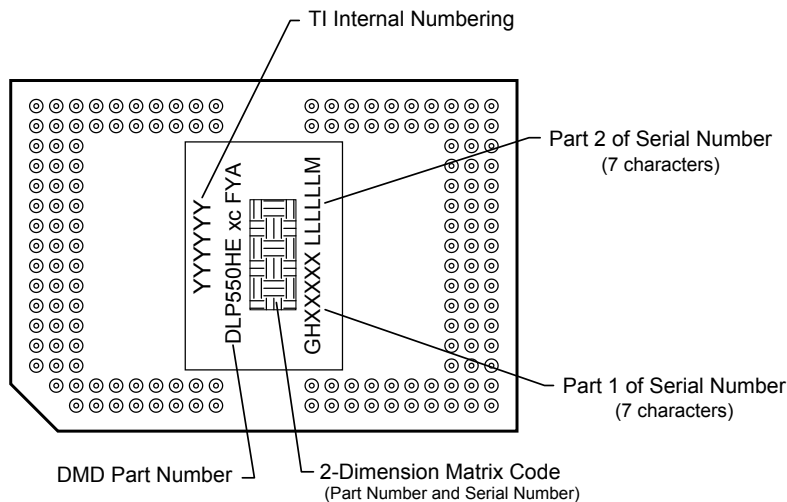 TI Internal Numbering
Part 2 of Serial Number
(7 characters)
YYYYYY
DLP550HE xc FYA
GHXXXXX LLLLLLM
Part 1 of Serial Number
(7 characters)
DMD Part Number
2-Dimension Matrix Code
(Part Number and Serial Number)